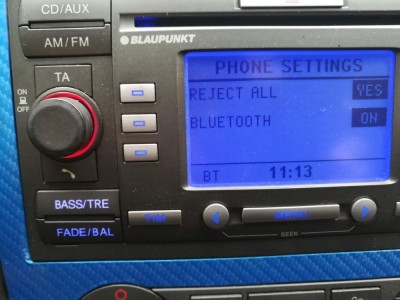 CD/AUX
AM/FM
BLAUPUNKT
TA
ON
OFF
PHONE SETTINGS
REJECT ALL YES
BLUETOOTH ON
BT 11:13
BASS/TRE
FADE/BAL
SEEK